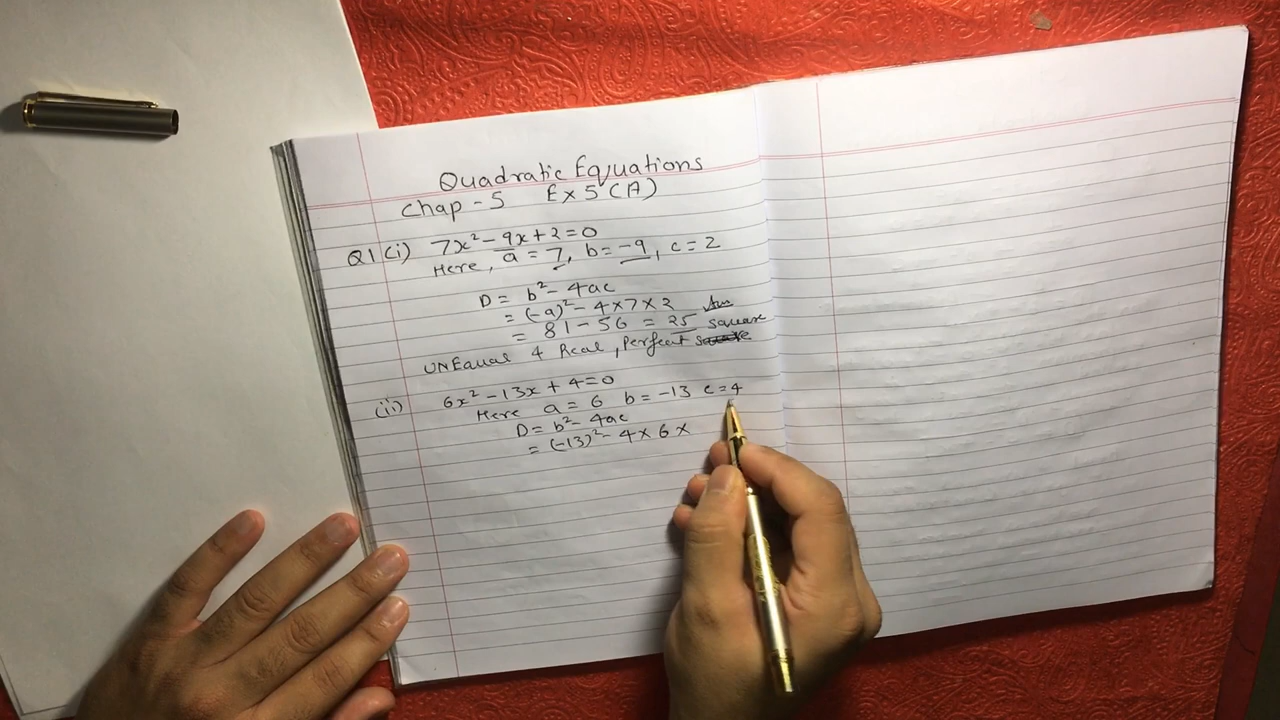 Quadratic Equations
Chap - 5 Ex 5 (A)
Q1 (i) 7x² - 9x + 2 = 0
Here, a = 7, b = -9, c = 2
D = b² - 4ac
= (-9)² - 4 × 7 × 2 Ans
= 81 - 56 = 25 square
UNEqual & Real, Perfect
(ii) 6x² - 13x + 4 = 0
Here a = 6 b = -13 c = 4
D = b² - 4ac
= (-13)² - 4 × 6 ×